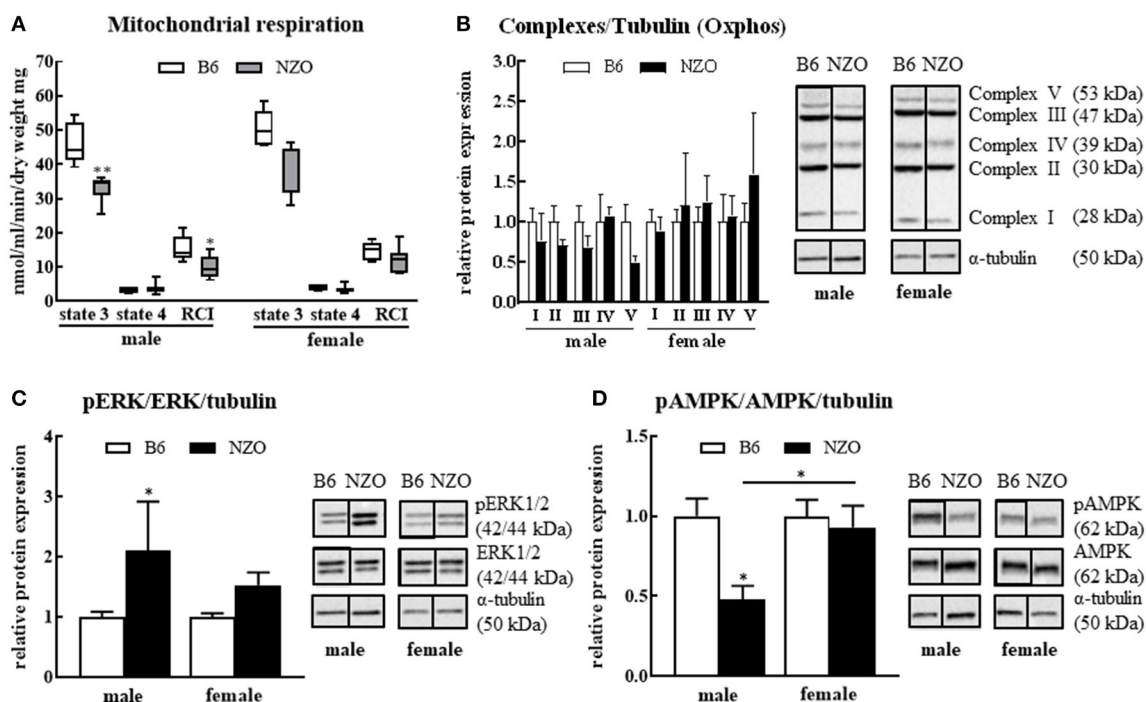 A
Mitochondrial respiration
B6 NZO
nmol/ml/min/dry weight mg
70
60
50
40
30
20
10
0
**
*
state 3 state 4 RCI state 3 state 4 RCI
male female
B
Complexes/Tubulin (Oxphos)
B6 NZO
relative protein expression
3.0
2.5
2.0
1.5
1.0
0.5
0.0
I II III IV V I II III IV V
male female
B6 NZO B6 NZO
Complex V (53 kDa)
Complex III (47 kDa)
Complex IV (39 kDa)
Complex II (30 kDa)
Complex I (28 kDa)
α-tubulin (50 kDa)
male female
C
pERK/ERK/tubulin
B6 NZO
relative protein expression
4
3
2
1
0
*
male female
B6 NZO B6 NZO
pERK1/2
(42/44 kDa)
ERK1/2
(42/44 kDa)
α-tubulin
(50 kDa)
male female
D
pAMPK/AMPK/tubulin
B6 NZO
relative protein expression
1.5
1.0
0.5
0.0
*
*
male female
B6 NZO B6 NZO
pAMPK
(62 kDa)
AMPK
(62 kDa)
α-tubulin
(50 kDa)
male female